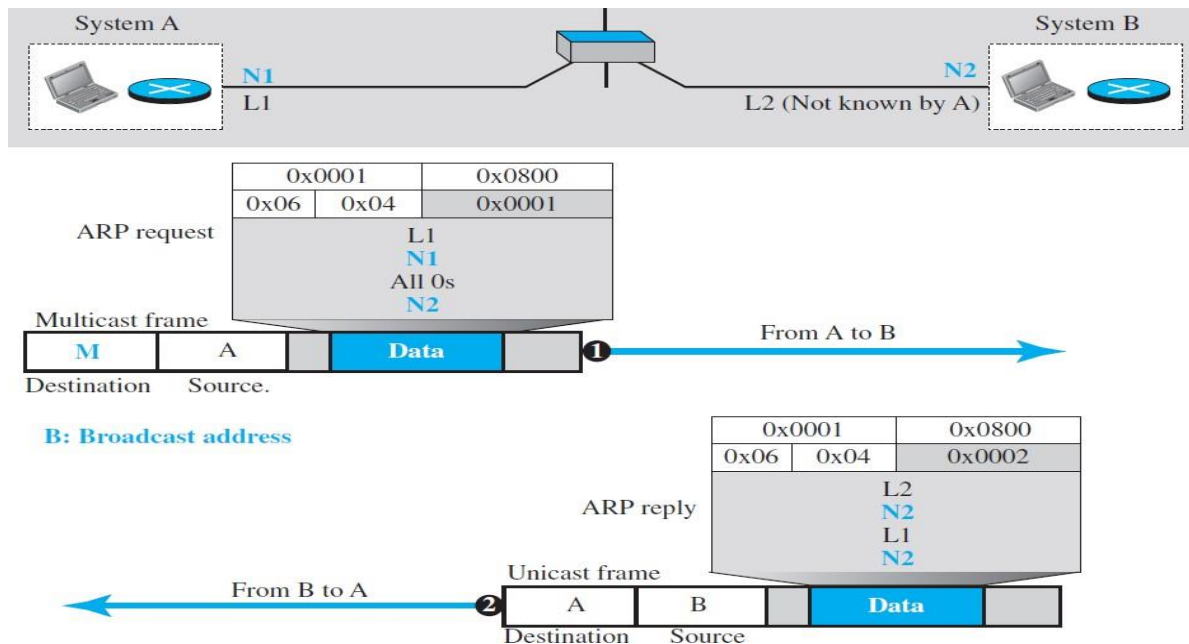 System A
System B
N1
N2
L1
L2 (Not known by A)
0x0001 0x0800
0x06 0x04 0x0001
ARP request
L1
N1
All 0s
N2
Multicast frame
M A Data
1
From A to B
Destination Source.
B: Broadcast address
0x0001 0x0800
0x06 0x04 0x0002
ARP reply
L2
N2
L1
N2
Unicast frame
From B to A
2
A B Data
Destination Source